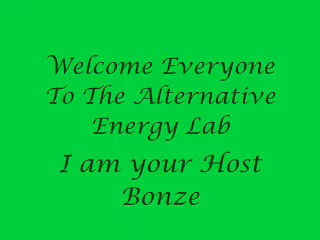 Welcome Everyone
To The Alternative
Energy Lab
I am your Host
Bonze